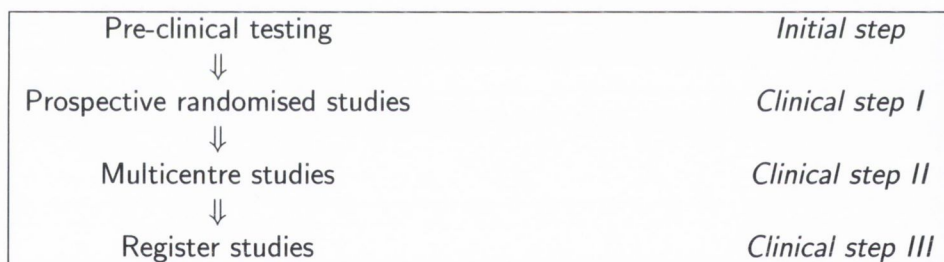 Pre-clinical testing Initial step
⇓
Prospective randomised studies Clinical step I
⇓
Multicentre studies Clinical step II
⇓
Register studies Clinical step III